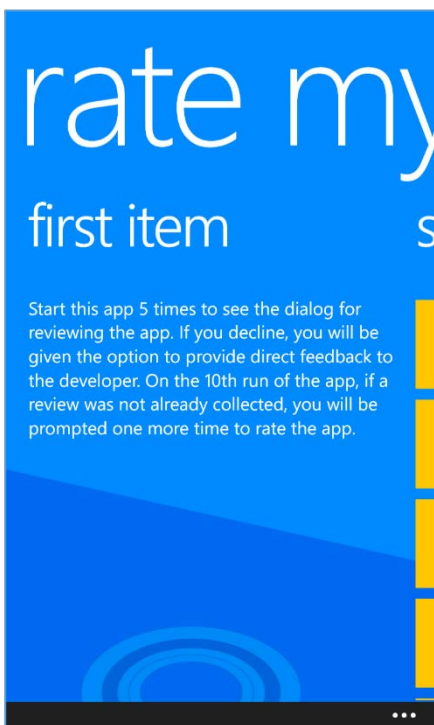 rate my
first item
s
Start this app 5 times to see the dialog for
reviewing the app. If you decline, you will be
given the option to provide direct feedback to
the developer. On the 10th run of the app, if a
review was not already collected, you will be
prompted one more time to rate the app.